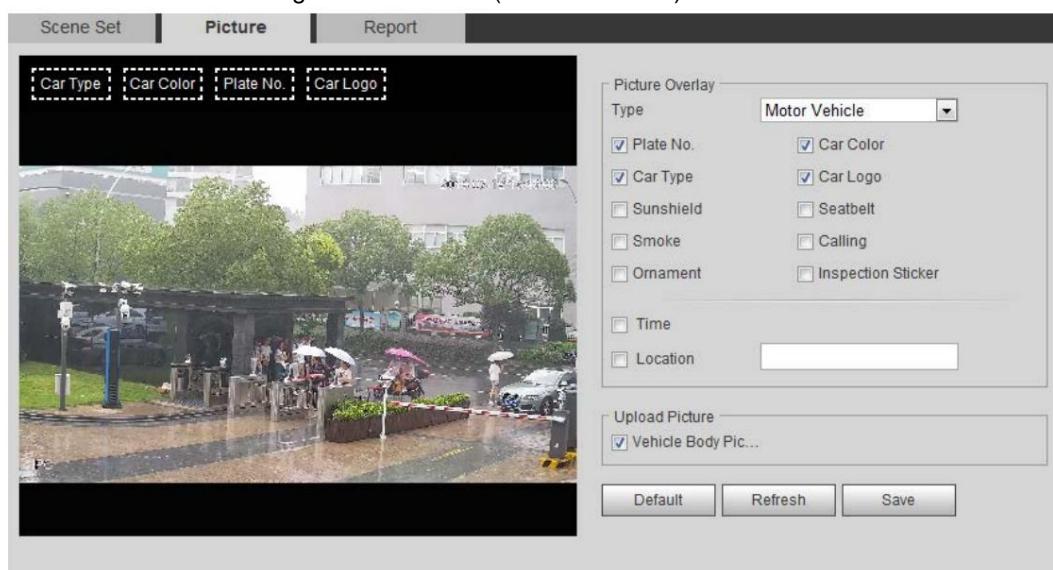 Scene Set Picture Report
Car Type Car Color Plate No. Car Logo
Picture Overlay
Type Motor Vehicle
Plate No. Car Color
Car Type Car Logo
Sunshield Seatbelt
Smoke Calling
Ornament Inspection Sticker
Time
Location
Upload Picture
Vehicle Body Pic...
Default Refresh Save